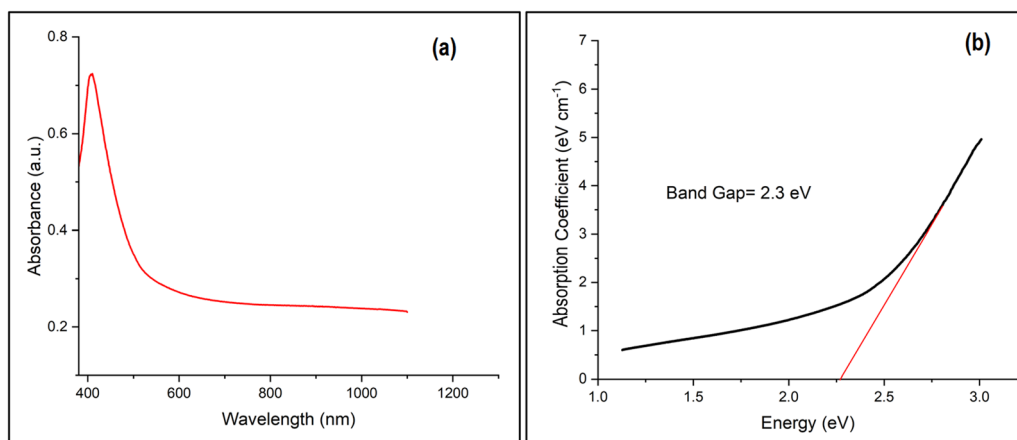 (a)
0.8
0.6
0.4
0.2
400 600 800 1000 1200
Absorbance (a.u.)
Wavelength (nm)
(b)
7
6
5
4
3
2
1
0
1.0 1.5 2.0 2.5 3.0
Absorption Coefficient (eV cm⁻¹)
Band Gap= 2.3 eV
Energy (eV)